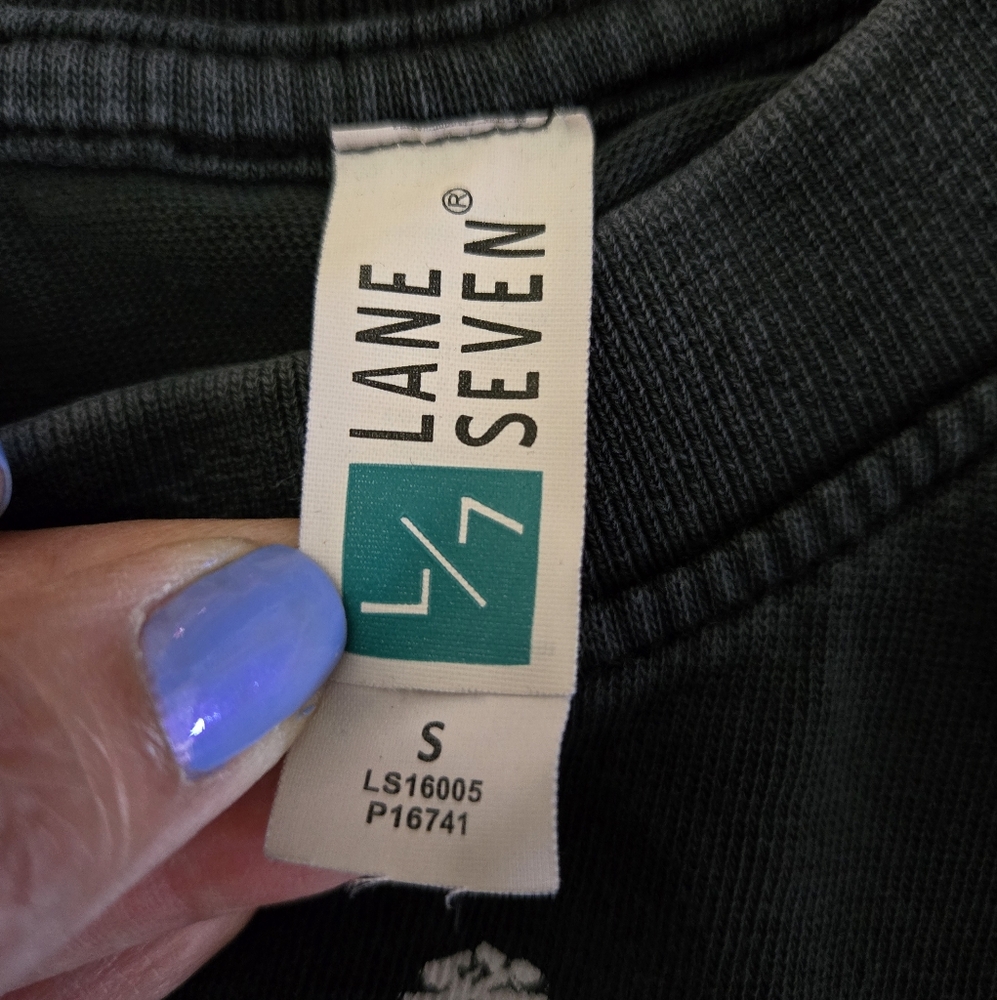 LANE
SEVEN®
L/7
S
LS16005
P16741